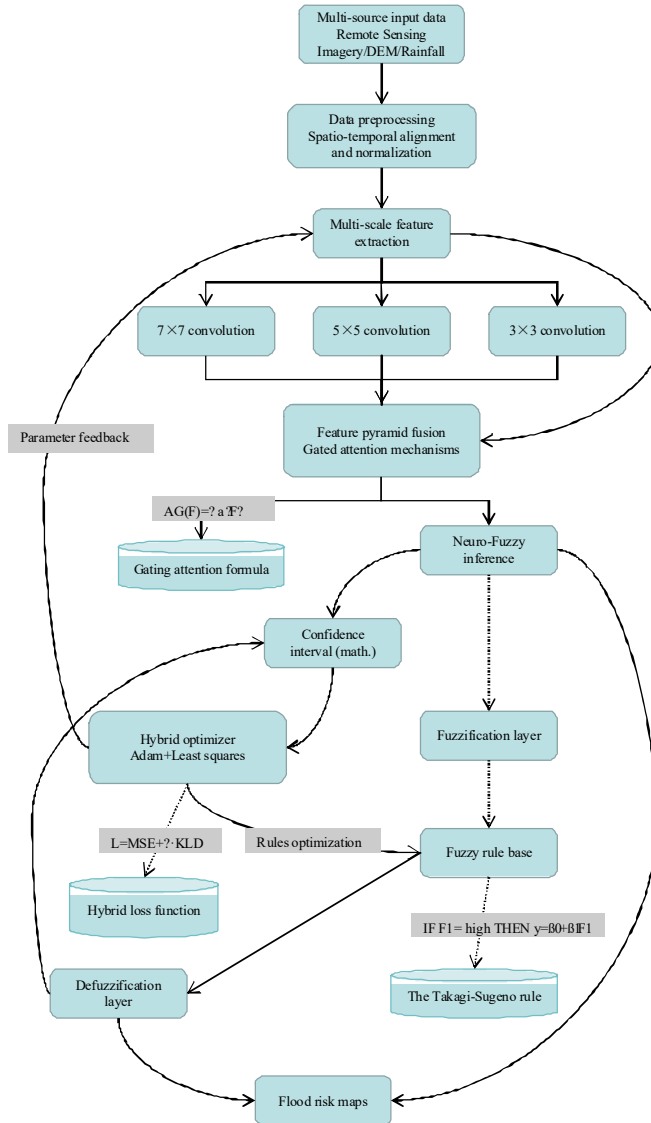 Multi-source input data
Remote Sensing
Imagery/DEM/Rainfall
Data preprocessing
Spatio-temporal alignment
and normalization
Multi-scale feature
extraction
7×7 convolution
5×5 convolution
3×3 convolution
Parameter feedback
Feature pyramid fusion
Gated attention mechanisms
AG(F)=? a?F?
Gating attention formula
Neuro-Fuzzy
inference
Confidence
interval (math.)
Hybrid optimizer
Adam+Least squares
Fuzzification layer
L=MSE+?·KLD
Rules optimization
Fuzzy rule base
Hybrid loss function
IF F1= high THEN y=ß0+ß1F1
Defuzzification
layer
The Takagi-Sugeno rule
Flood risk maps